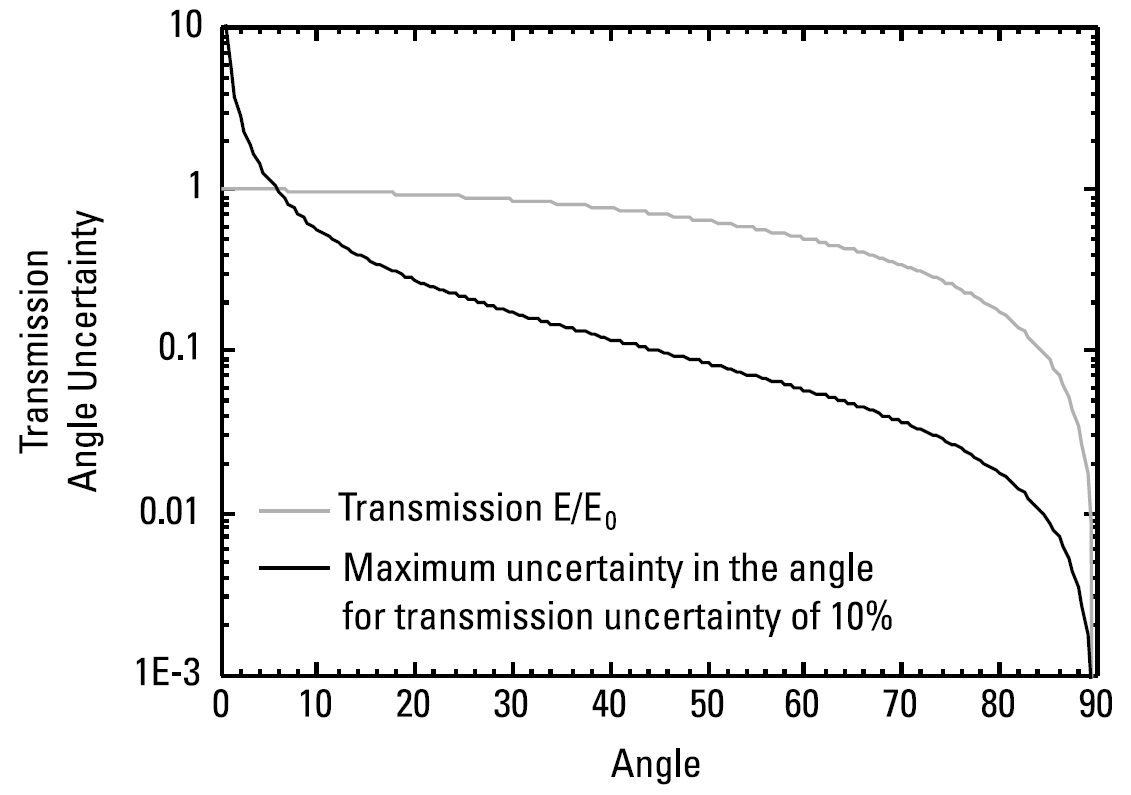 10
1
0.1
0.01
1E-3
Transmission
Angle Uncertainty
Transmission E/E₀
Maximum uncertainty in the angle
for transmission uncertainty of 10%
0 10 20 30 40 50 60 70 80 90
Angle